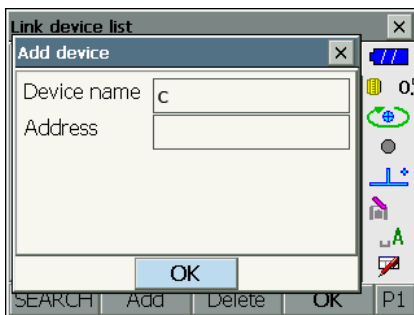 Link device list
Add device
Device name c
Address
OK
SEARCH Add Delete OK P1
A